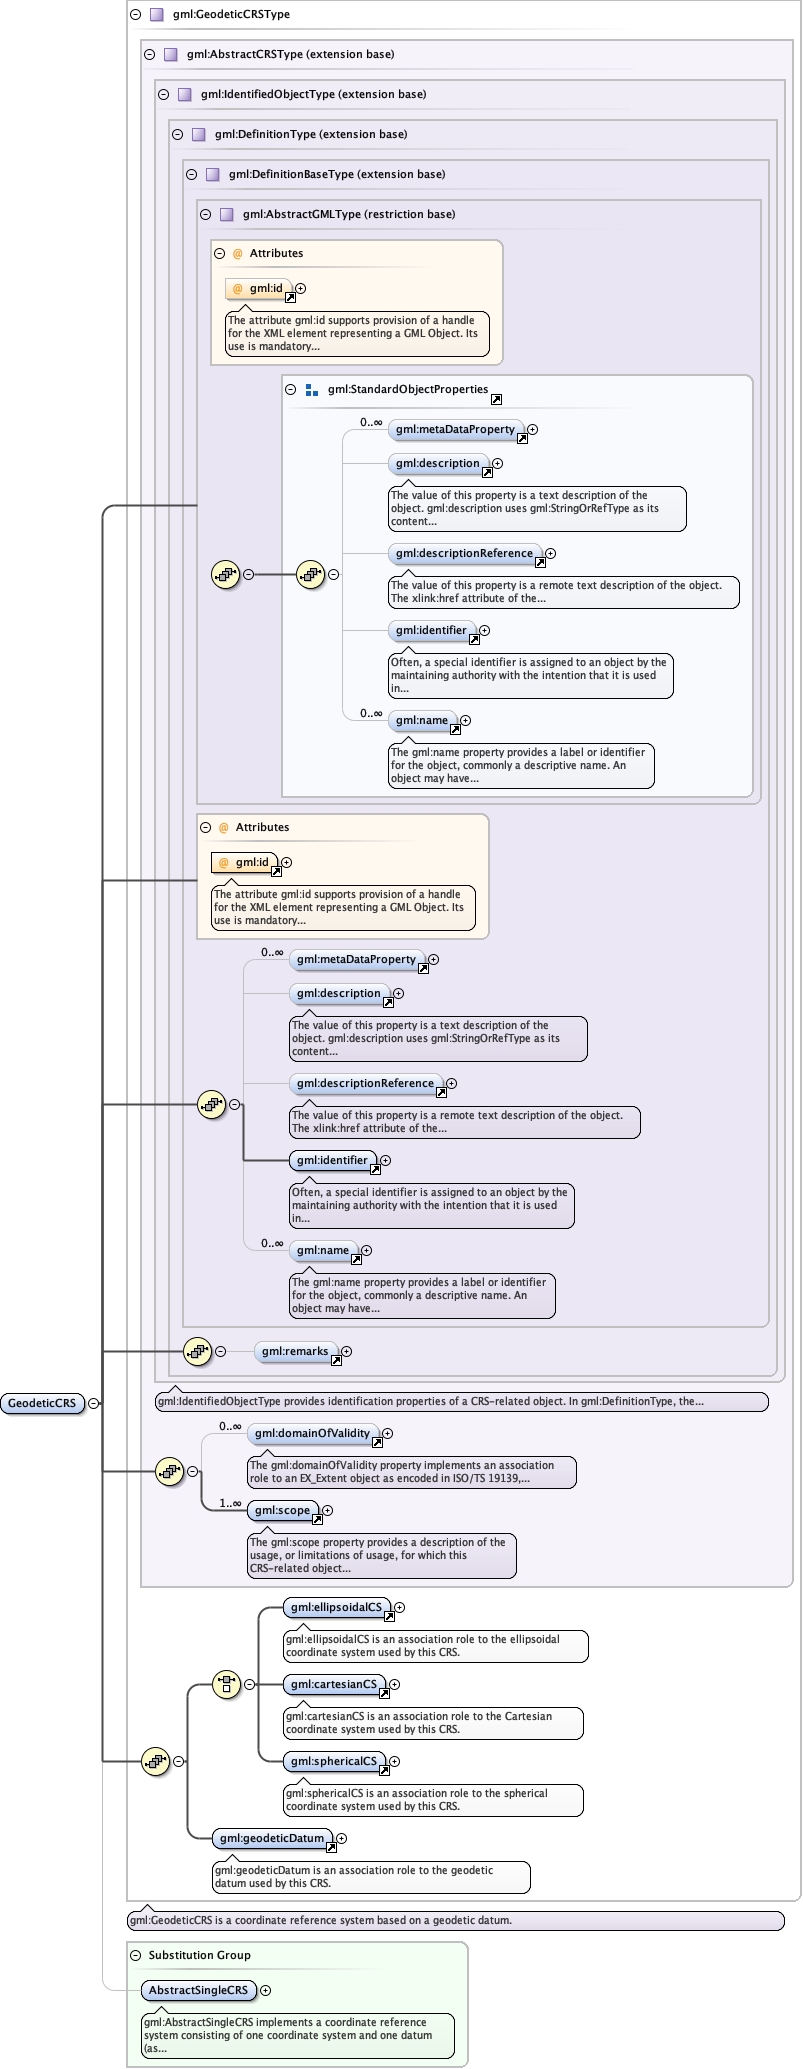 gml:GeodeticCRSType
gml:AbstractCRSType (extension base)
gml:IdentifiedObjectType (extension base)
gml:DefinitionType (extension base)
gml:DefinitionBaseType (extension base)
gml:AbstractGMLType (restriction base)
@ Attributes
@ gml:id
The attribute gml:id supports provision of a handle
for the XML element representing a GML Object. Its
use is mandatory...
gml:StandardObjectProperties
0..∞
gml:metaDataProperty
gml:description
The value of this property is a text description of the
object. gml:description uses gml:StringOrRefType as its
content...
gml:descriptionReference
The value of this property is a remote text description of the object.
The xlink:href attribute of the...
gml:identifier
Often, a special identifier is assigned to an object by the
maintaining authority with the intention that it is used
in...
0..∞
gml:name
The gml:name property provides a label or identifier
for the object, commonly a descriptive name. An
object may have...
@ Attributes
@ gml:id
The attribute gml:id supports provision of a handle
for the XML element representing a GML Object. Its
use is mandatory...
0..∞
gml:metaDataProperty
gml:description
The value of this property is a text description of the
object. gml:description uses gml:StringOrRefType as its
content...
gml:descriptionReference
The value of this property is a remote text description of the object.
The xlink:href attribute of the...
gml:identifier
Often, a special identifier is assigned to an object by the
maintaining authority with the intention that it is used
in...
0..∞
gml:name
The gml:name property provides a label or identifier
for the object, commonly a descriptive name. An
object may have...
gml:remarks
GeodeticCRS
gml:IdentifiedObjectType provides identification properties of a CRS-related object. In gml:DefinitionType, the...
0..∞
gml:domainOfValidity
The gml:domainOfValidity property implements an association
role to an EX_Extent object as encoded in ISO/TS 19139,...
1..∞
gml:scope
The gml:scope property provides a description of the
usage, or limitations of usage, for which this
CRS-related object...
gml:ellipsoidalCS
gml:ellipsoidalCS is an association role to the ellipsoidal
coordinate system used by this CRS.
gml:cartesianCS
gml:cartesianCS is an association role to the Cartesian
coordinate system used by this CRS.
gml:sphericalCS
gml:sphericalCS is an association role to the spherical
coordinate system used by this CRS.
gml:geodeticDatum
gml:geodeticDatum is an association role to the geodetic
datum used by this CRS.
gml:GeodeticCRS is a coordinate reference system based on a geodetic datum.
Substitution Group
AbstractSingleCRS
gml:AbstractSingleCRS implements a coordinate reference
system consisting of one coordinate system and one datum
(as...